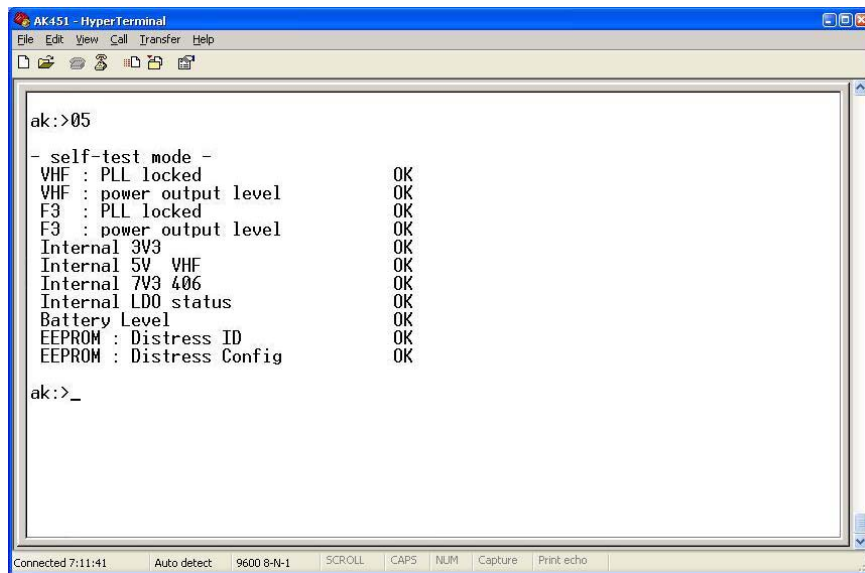 AK451 - HyperTerminal
File Edit View Call Transfer Help
ak:>05
- self-test mode -
VHF : PLL locked OK
VHF : power output level OK
F3 : PLL locked OK
F3 : power output level OK
Internal 3V3 OK
Internal 5V VHF OK
Internal 7V3 406 OK
Internal LDO status OK
Battery Level OK
EEPROM : Distress ID OK
EEPROM : Distress Config OK
ak:>_
Connected 7:11:41 Auto detect 9600 8-N-1 SCROLL CAPS NUM Capture Print echo